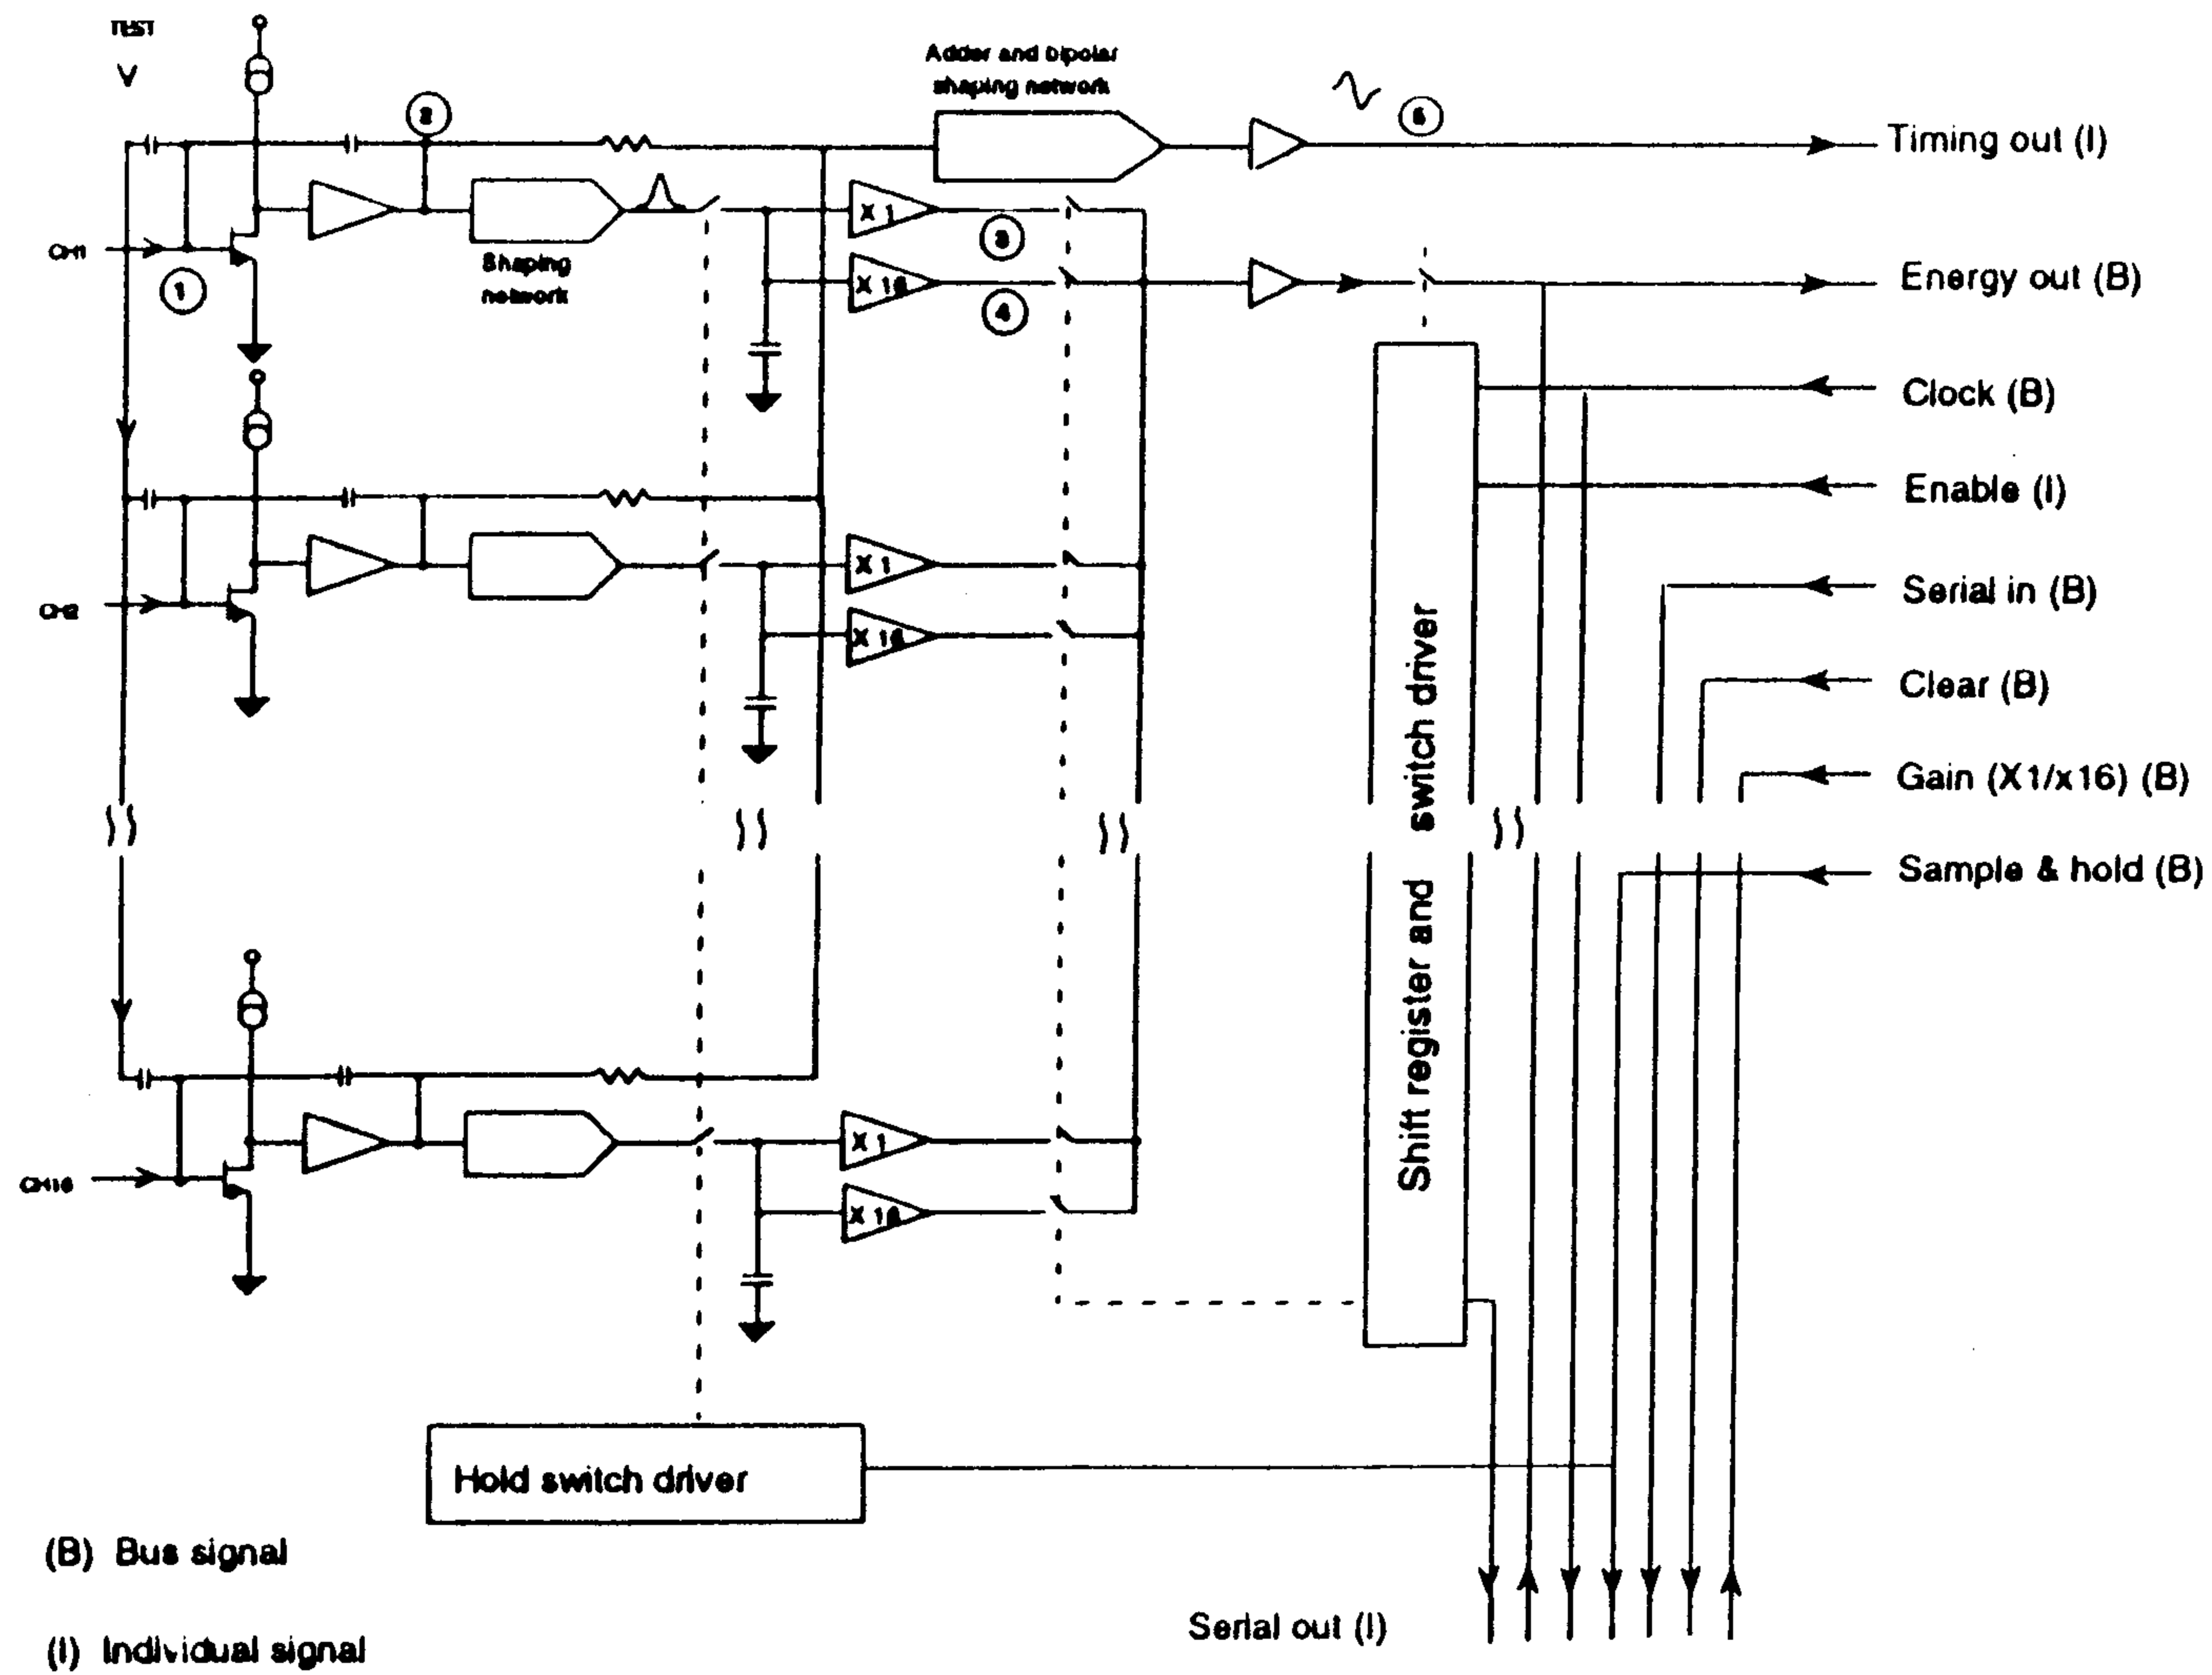 TEST
V
Adder and bipolar
shaping network
2
5
Timing out (I)
X 1
CH1
1
Shaping
network
3
X 16
4
Energy out (B)
Clock (B)
Enable (I)
X 1
CH2
X 16
Serial in (B)
Clear (B)
Gain (X1/x16) (B)
Sample & hold (B)
Shift register and switch driver
X 1
CH16
X 16
Hold switch driver
(B) Bus signal
Serial out (I)
(I) Individual signal